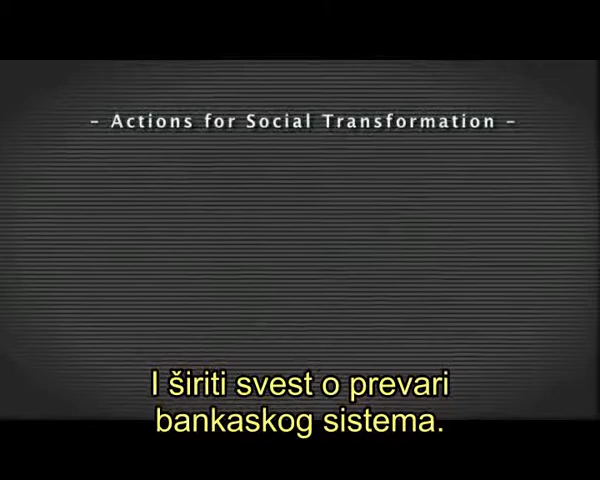 - Actions for Social Transformation -
I širiti svest o prevari
bankaskog sistema.